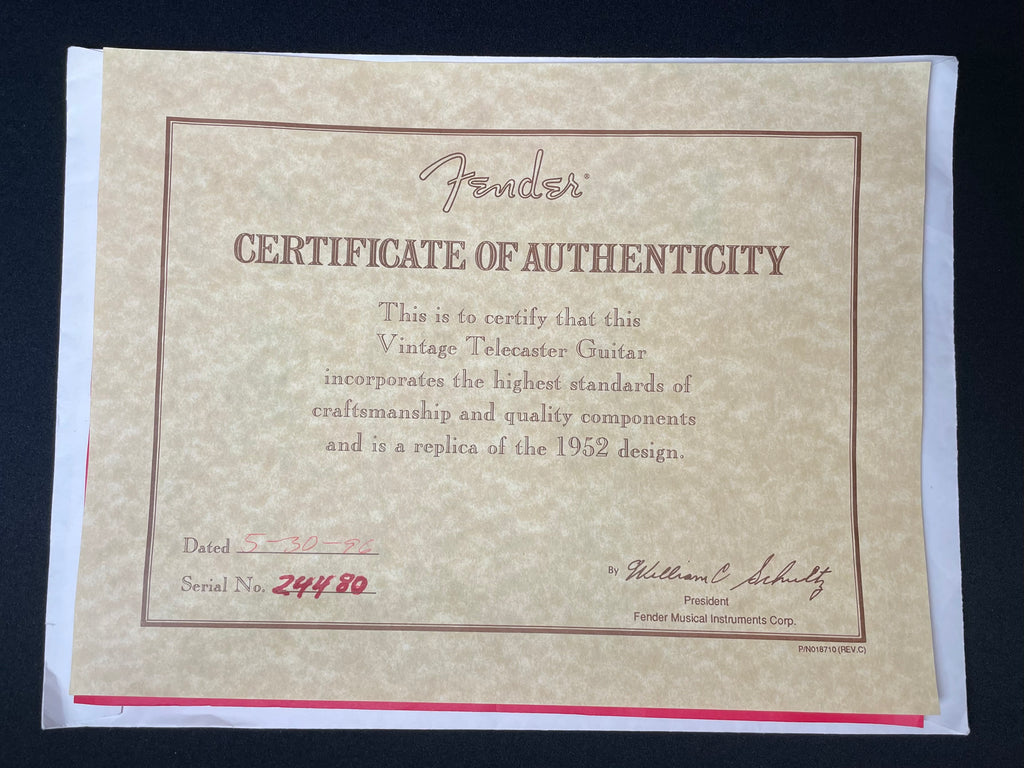 Fender®
CERTIFICATE OF AUTHENTICITY
This is to certify that this
Vintage Telecaster Guitar
incorporates the highest standards of
craftsmanship and quality components
and is a replica of the 1952 design.
Dated 5-30-96
Serial No. 24480
By William C Schultz
President
Fender Musical Instruments Corp.
P/N018710 (REV.C)